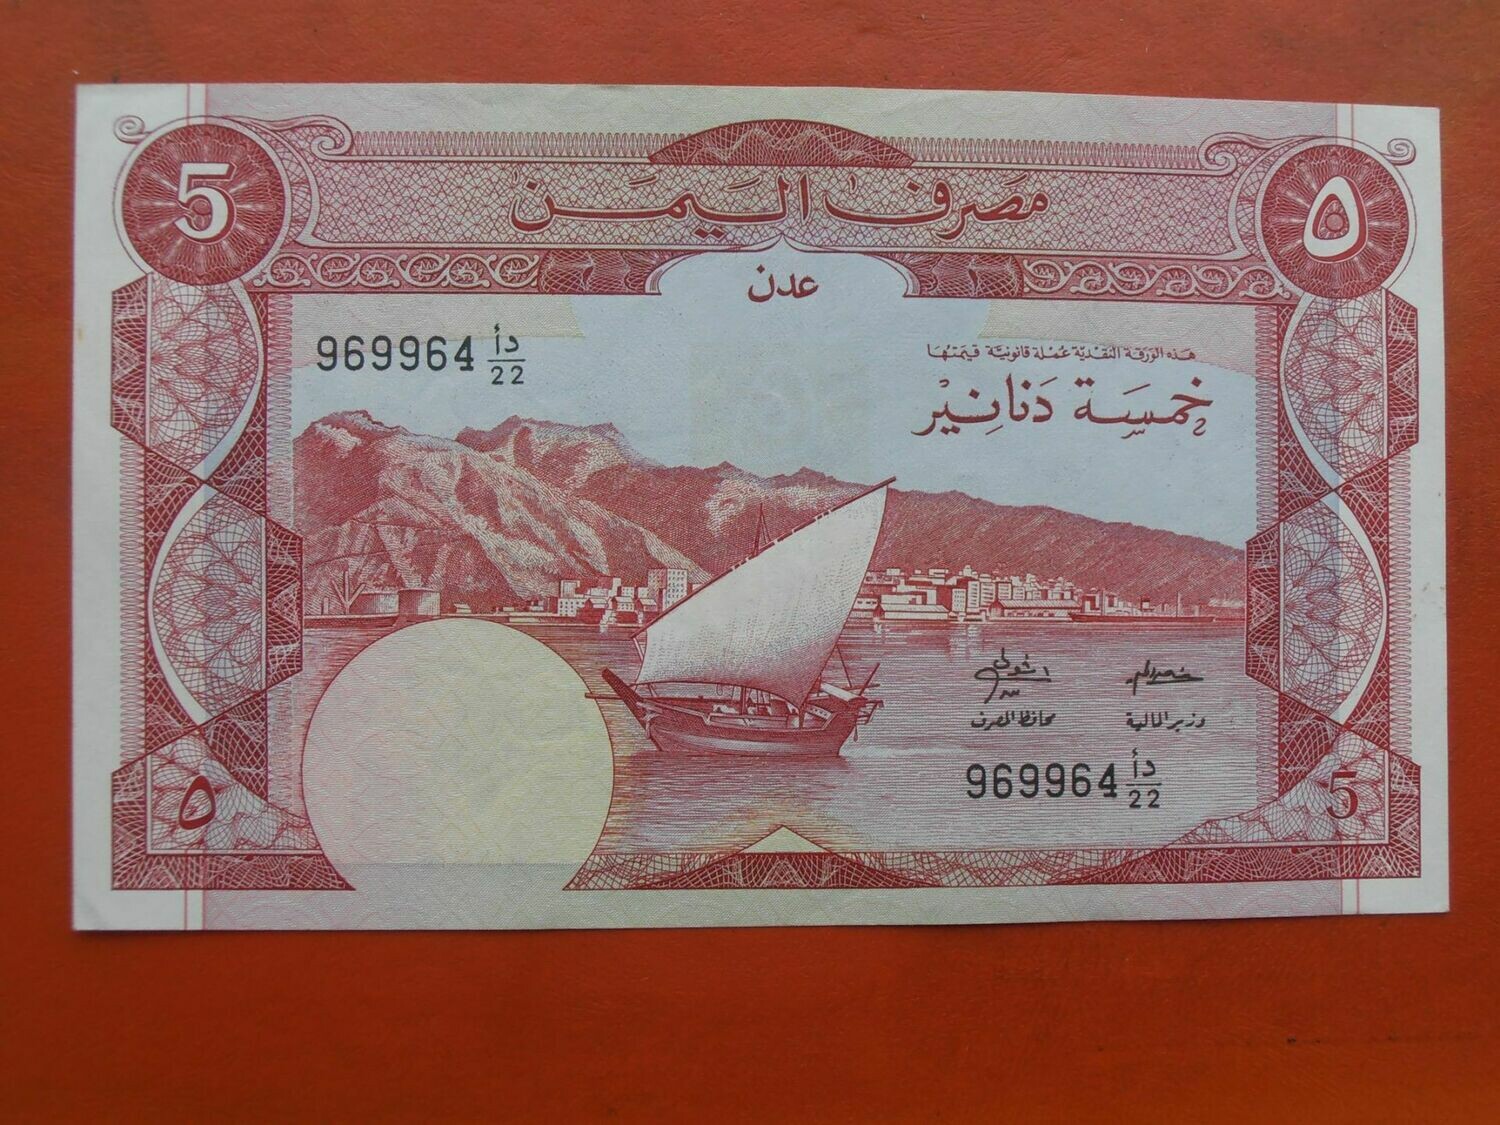 5
٥
مصرف اليمن
عدن
969964 دأ/22
هذه الورقة النقدية عملة قانونية قيمتها
خمسة دنانير
وزير المالية
محافظ المصرف
969964 دأ/22
٥
5